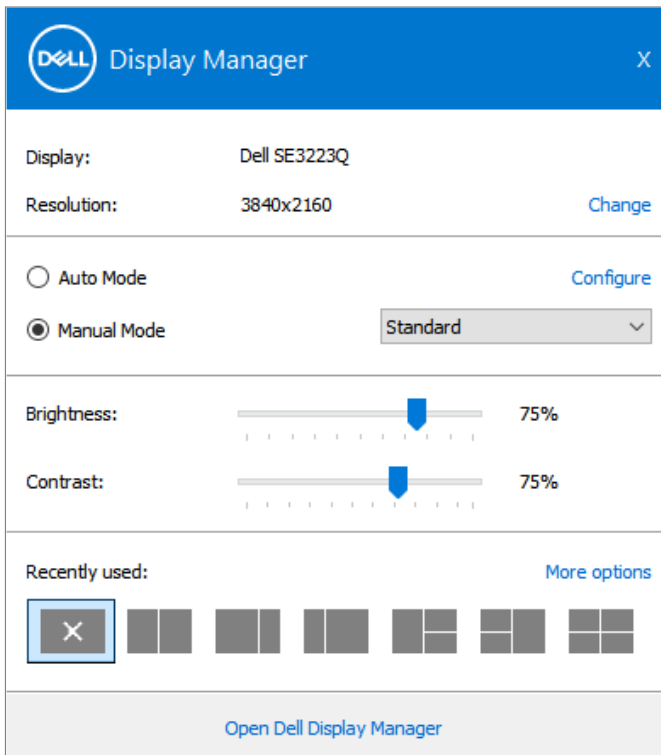 DELL Display Manager X
Display: Dell SE3223Q
Resolution: 3840x2160 Change
Auto Mode Configure
Manual Mode Standard
Brightness: 75%
Contrast: 75%
Recently used: More options
Open Dell Display Manager